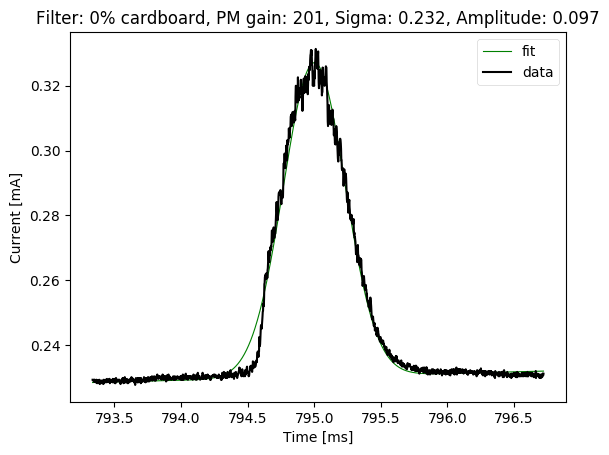 Filter: 0% cardboard, PM gain: 201, Sigma: 0.232, Amplitude: 0.097
fit
data
0.32
0.30
0.28
0.26
0.24
Current [mA]
793.5 794.0 794.5 795.0 795.5 796.0 796.5
Time [ms]